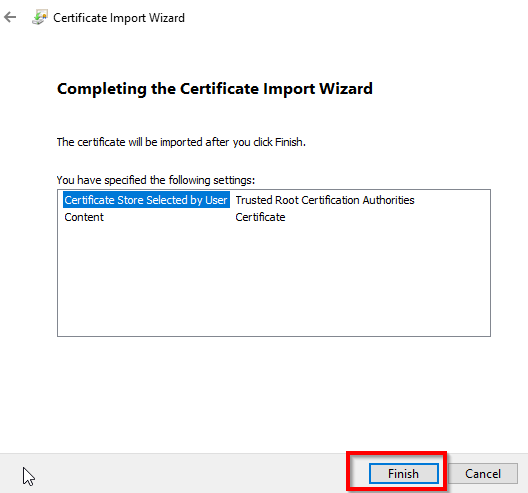 Certificate Import Wizard
Completing the Certificate Import Wizard
The certificate will be imported after you click Finish.
You have specified the following settings:
Certificate Store Selected by User Trusted Root Certification Authorities
Content Certificate
Finish Cancel